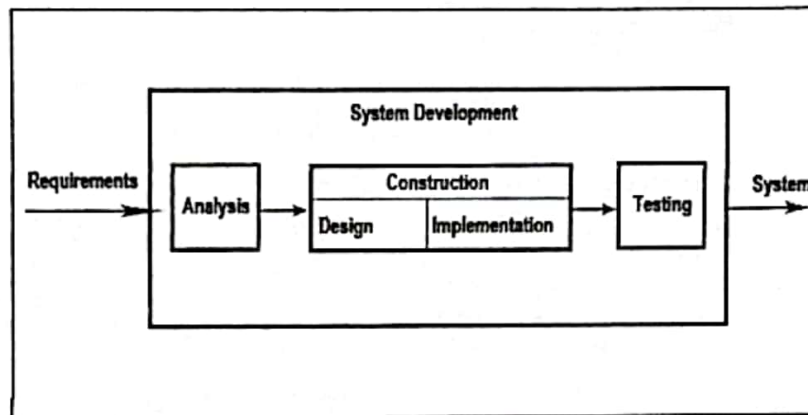 System Development
Requirements
Analysis
Construction
Design
Implementation
Testing
System